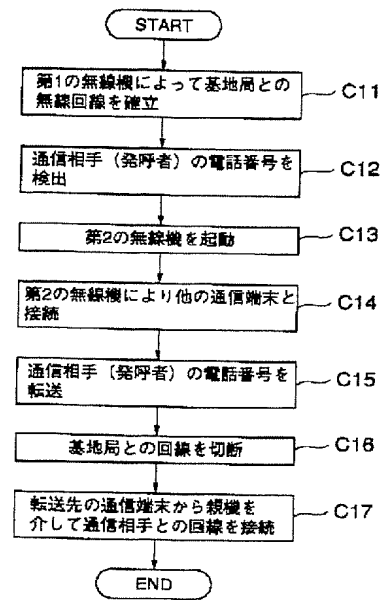 START
第1の無線機によって基地局との
無線回線を確立
C11
通信相手（発呼者）の電話番号を
検出
C12
第2の無線機を起動
C13
第2の無線機により他の通信端末と
接続
C14
通信相手（発呼者）の電話番号を
転送
C15
基地局との回線を切断
C16
転送先の通信端末から親機を
介して通信相手との回線を接続
C17
END